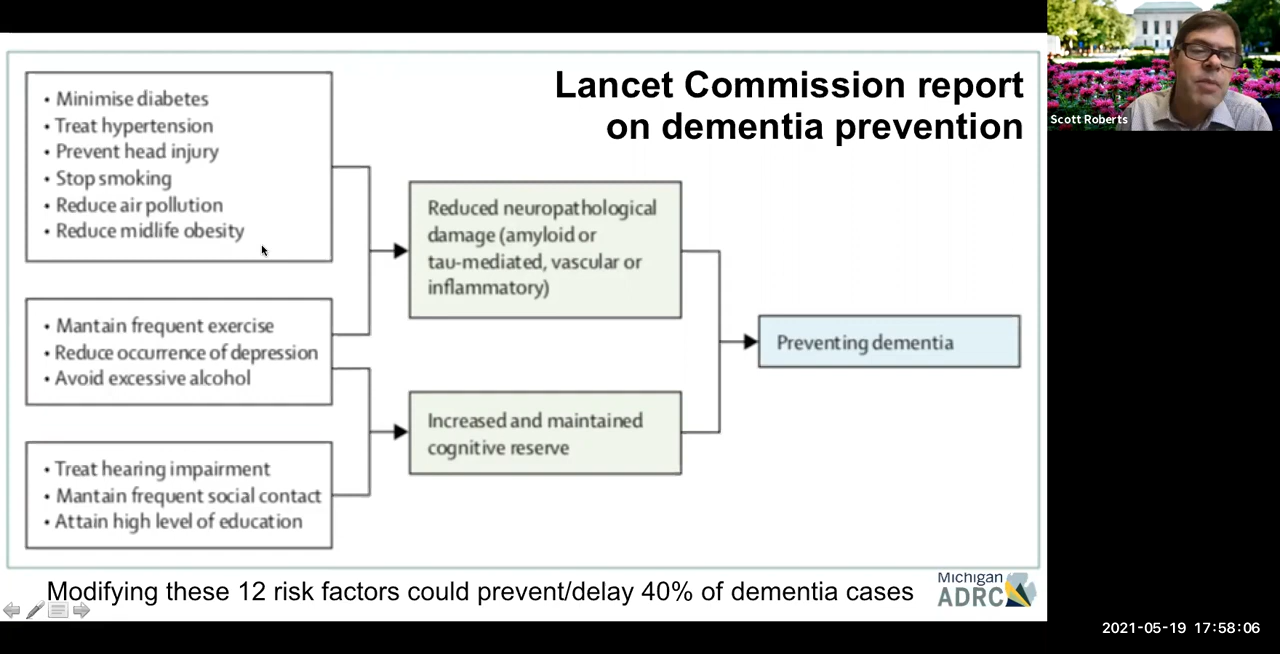 Lancet Commission report
on dementia prevention
• Minimise diabetes
• Treat hypertension
• Prevent head injury
• Stop smoking
• Reduce air pollution
• Reduce midlife obesity
• Mantain frequent exercise
• Reduce occurrence of depression
• Avoid excessive alcohol
• Treat hearing impairment
• Mantain frequent social contact
• Attain high level of education
Reduced neuropathological
damage (amyloid or
tau-mediated, vascular or
inflammatory)
Increased and maintained
cognitive reserve
Preventing dementia
Modifying these 12 risk factors could prevent/delay 40% of dementia cases
Michigan
ADRC
Scott Roberts
2021-05-19 17:58:06